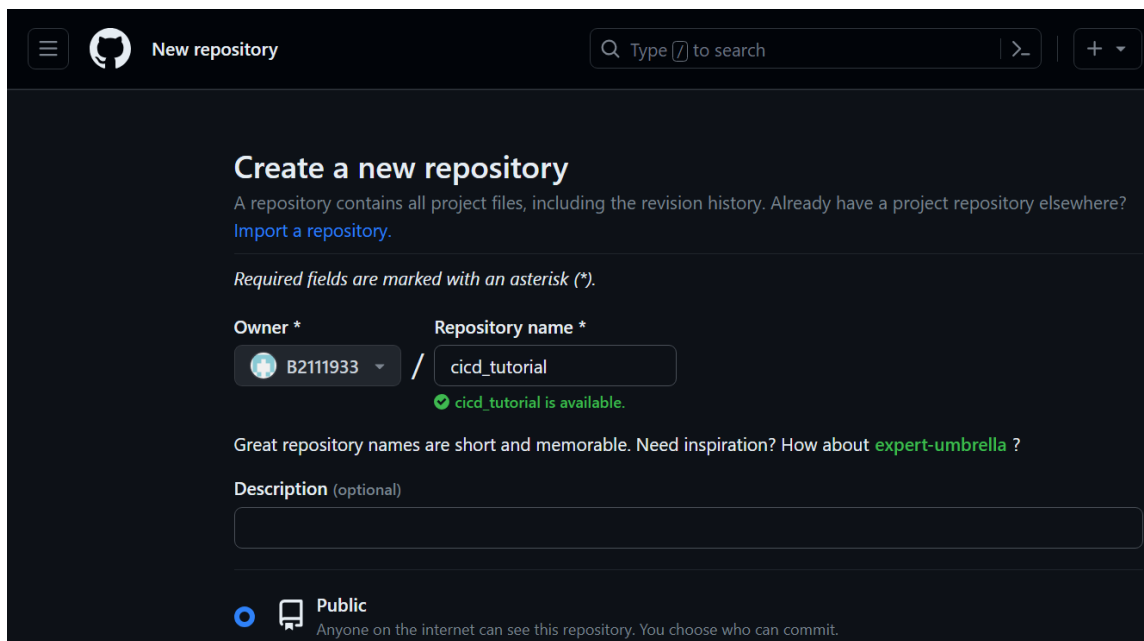 New repository
Type / to search
Create a new repository
A repository contains all project files, including the revision history. Already have a project repository elsewhere?
Import a repository.
Required fields are marked with an asterisk (*).
Owner * Repository name *
B2111933 / cicd_tutorial
cicd_tutorial is available.
Great repository names are short and memorable. Need inspiration? How about expert-umbrella ?
Description (optional)
Public
Anyone on the internet can see this repository. You choose who can commit.